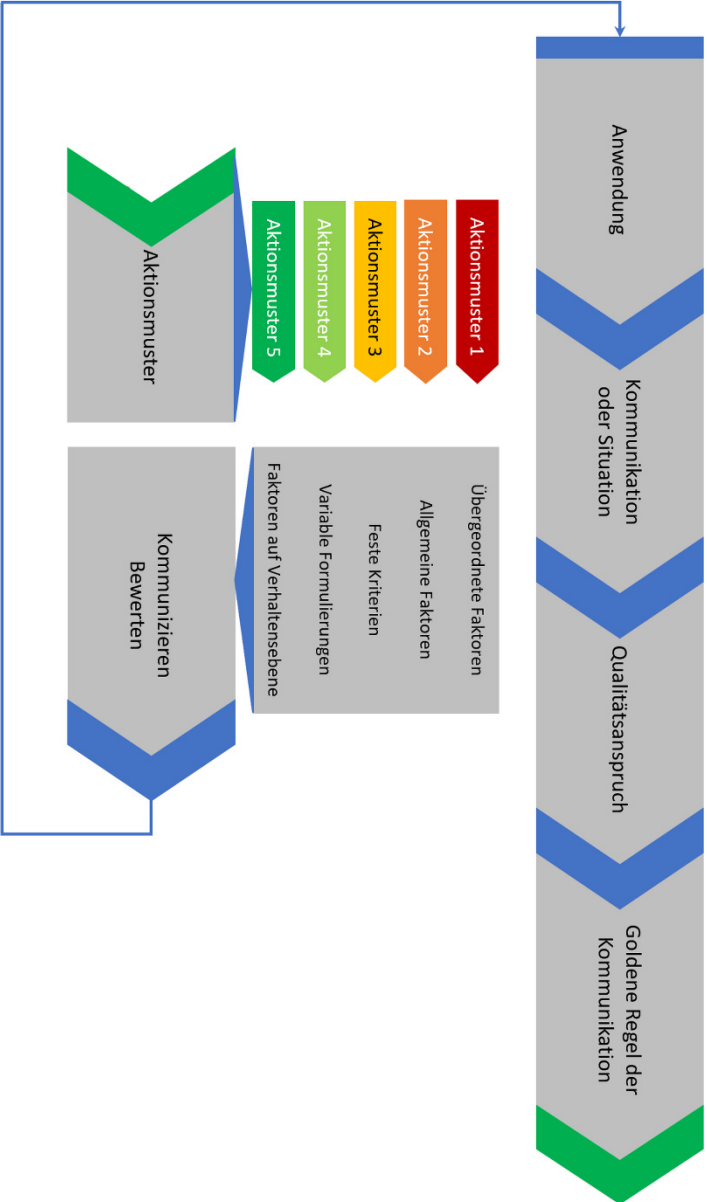 Anwendung
Kommunikation
oder Situation
Qualitätsanspruch
Goldene Regel der
Kommunikation
Aktionsmuster 1
Aktionsmuster 2
Aktionsmuster 3
Aktionsmuster 4
Aktionsmuster 5
Übergeordnete Faktoren
Allgemeine Faktoren
Feste Kriterien
Variable Formulierungen
Faktoren auf Verhaltensebene
Aktionsmuster
Kommunizieren
Bewerten